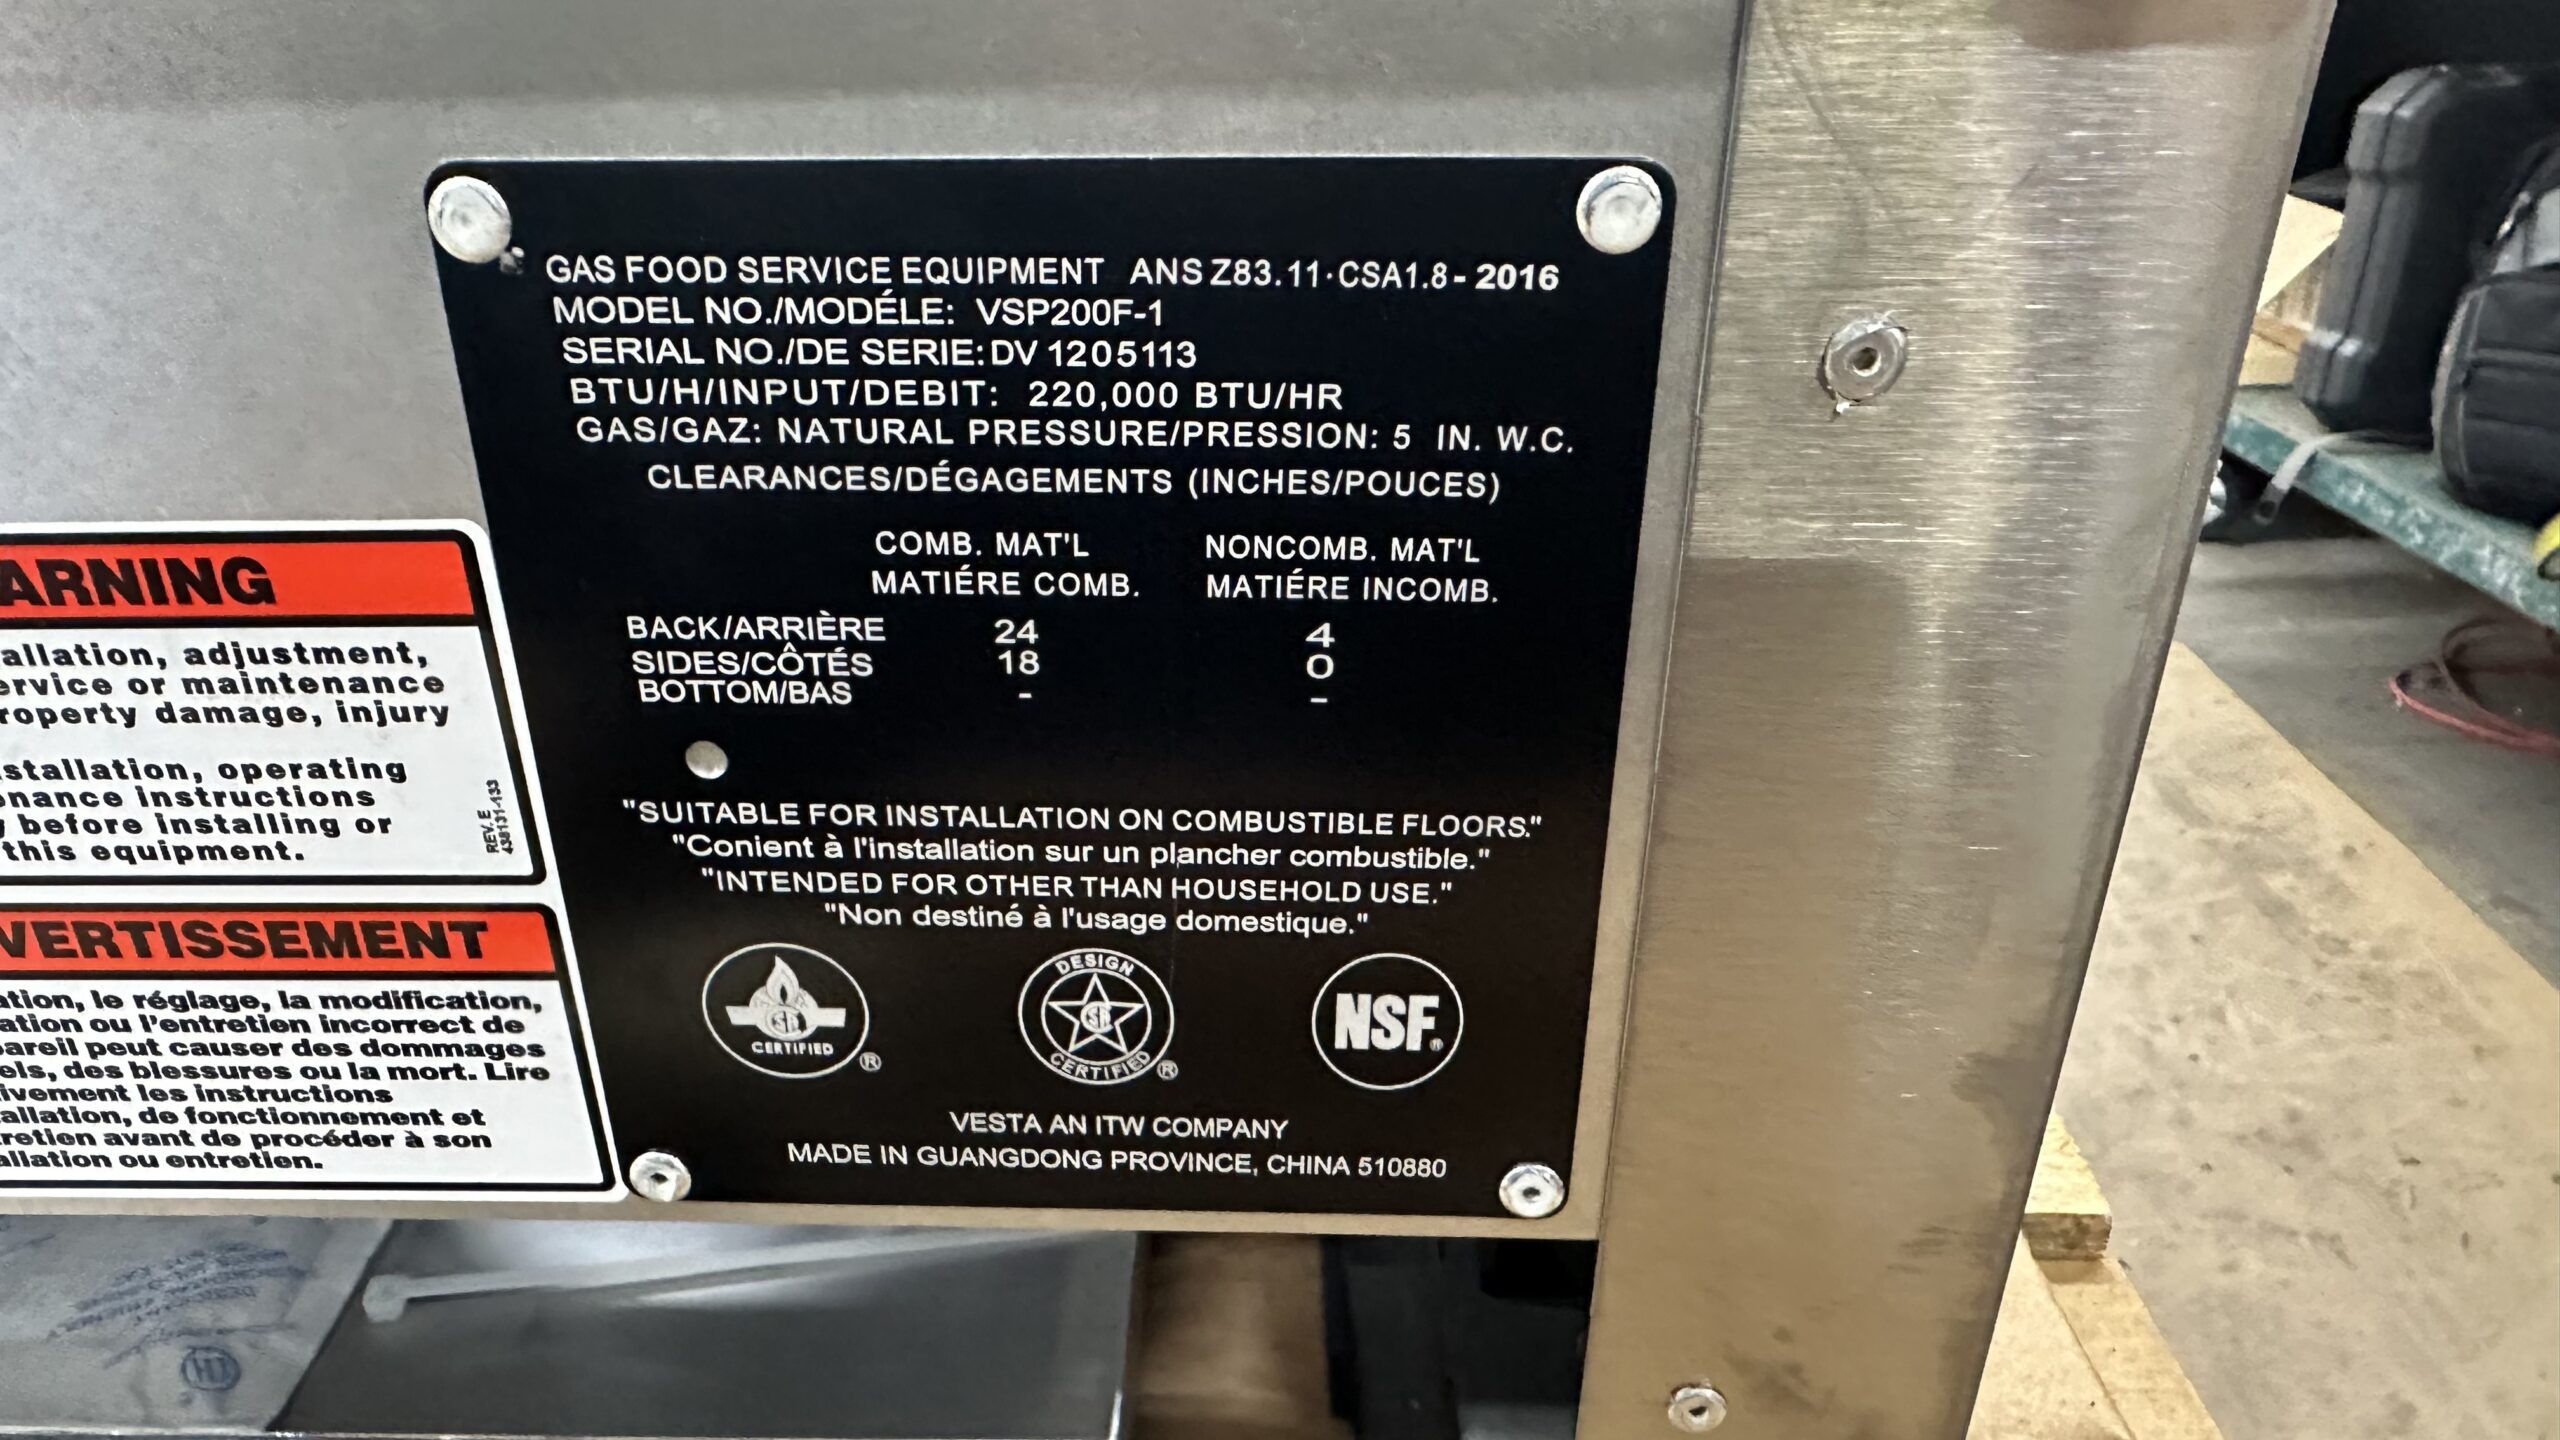 GAS FOOD SERVICE EQUIPMENT ANS Z83.11·CSA1.8 - 2016
MODEL NO./MODÉLE: VSP200F-1
SERIAL NO./DE SERIE: DV 1205113
BTU/H/INPUT/DEBIT: 220,000 BTU/HR
GAS/GAZ: NATURAL PRESSURE/PRESSION: 5 IN. W.C.
CLEARANCES/DÉGAGEMENTS (INCHES/POUCES)
COMB. MAT'L NONCOMB. MAT'L
MATIÉRE COMB. MATIÉRE INCOMB.
BACK/ARRIÈRE 24 4
SIDES/CÔTÉS 18 0
BOTTOM/BAS - -
"SUITABLE FOR INSTALLATION ON COMBUSTIBLE FLOORS."
"Conient à l'installation sur un plancher combustible."
"INTENDED FOR OTHER THAN HOUSEHOLD USE."
"Non destiné à l'usage domestique."
CERTIFIED ®
DESIGN CERTIFIED ®
NSF®
VESTA AN ITW COMPANY
MADE IN GUANGDONG PROVINCE, CHINA 510880
ARNING
allation, adjustment,
ervice or maintenance
roperty damage, injury
stallation, operating
nance instructions
before installing or
this equipment.
REV. E
438131-133
VERTISSEMENT
ation, le réglage, la modification,
ation ou l'entretien incorrect de
areil peut causer des dommages
els, des blessures ou la mort. Lire
ivement les instructions
allation, de fonctionnement et
retien avant de procéder à son
allation ou entretien.